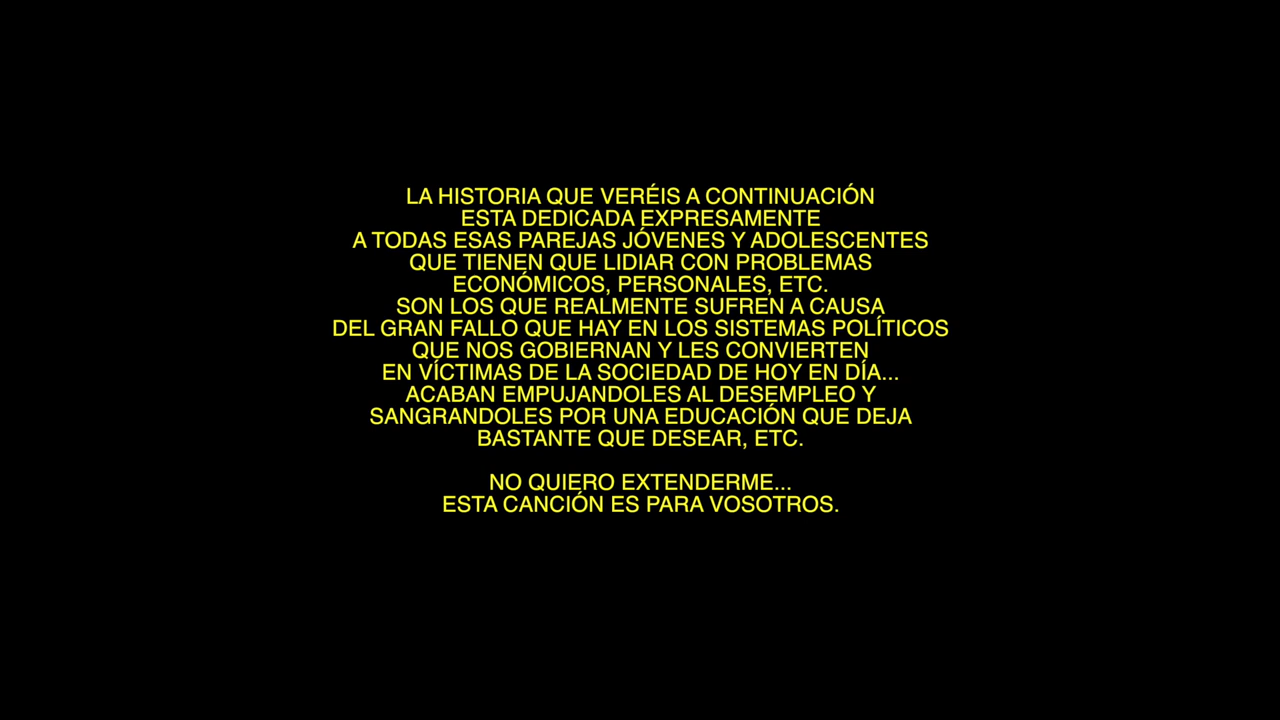 LA HISTORIA QUE VERÉIS A CONTINUACIÓN
ESTA DEDICADA EXPRESAMENTE
A TODAS ESAS PAREJAS JÓVENES Y ADOLESCENTES
QUE TIENEN QUE LIDIAR CON PROBLEMAS
ECONÓMICOS, PERSONALES, ETC.
SON LOS QUE REALMENTE SUFREN A CAUSA
DEL GRAN FALLO QUE HAY EN LOS SISTEMAS POLÍTICOS
QUE NOS GOBIERNAN Y LES CONVIERTEN
EN VÍCTIMAS DE LA SOCIEDAD DE HOY EN DÍA...
ACABAN EMPUJANDOLES AL DESEMPLEO Y
SANGRANDOLES POR UNA EDUCACIÓN QUE DEJA
BASTANTE QUE DESEAR, ETC.
NO QUIERO EXTENDERME...
ESTA CANCIÓN ES PARA VOSOTROS.